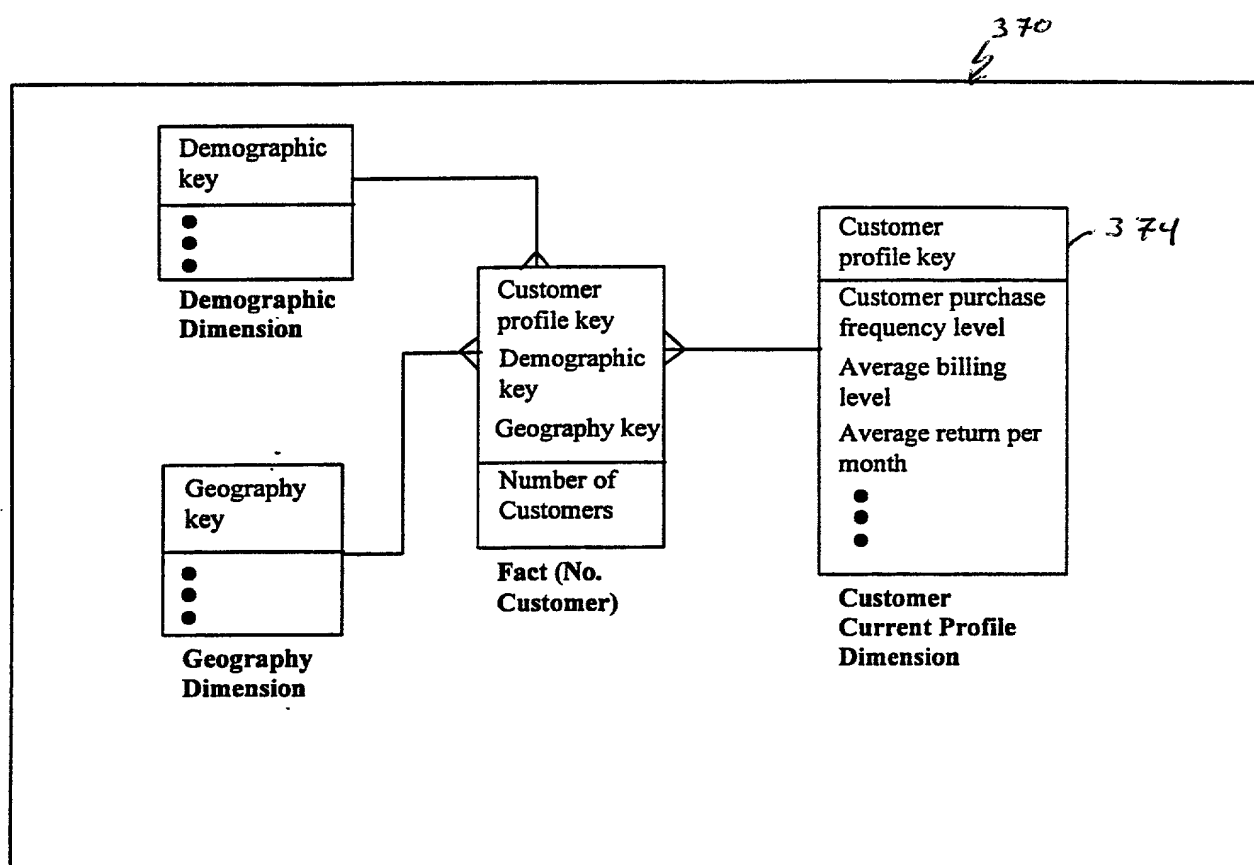 370
Demographic
key
Demographic
Dimension
Geography
key
Geography
Dimension
Customer
profile key
Demographic
key
Geography key
Number of
Customers
Fact (No.
Customer)
Customer
profile key
374
Customer purchase
frequency level
Average billing
level
Average return per
month
Customer
Current Profile
Dimension